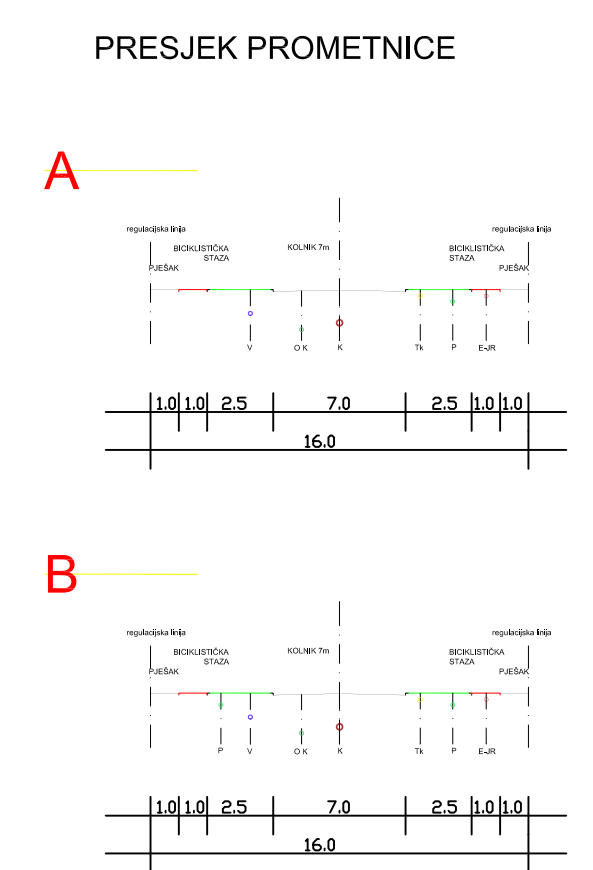 PRESJEK PROMETNICE
A
regulacijska linija
regulacijska linija
BICIKLISTIČKA
STAZA
KOLNIK 7m
BICIKLISTIČKA
STAZA
PJEŠAK
PJEŠAK
V
O K
K
Tk
P
E-JR
1.0 1.0 2.5 7.0 2.5 1.0 1.0
16.0
B
regulacijska linija
regulacijska linija
BICIKLISTIČKA
STAZA
KOLNIK 7m
BICIKLISTIČKA
STAZA
PJEŠAK
PJEŠAK
P
V
O K
K
Tk
P
E-JR
1.0 1.0 2.5 7.0 2.5 1.0 1.0
16.0